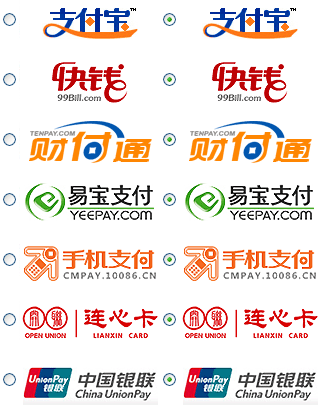 支付宝™ 支付宝™
快钱 快钱
99Bill.com 99Bill.com
TENPAY.COM TENPAY.COM
财付通 财付通
易宝支付 易宝支付
YEEPAY.COM YEEPAY.COM
手机支付 手机支付
CMPAY.10086.CN CMPAY.10086.CN
连心卡 连心卡
OPEN UNION LIANXIN CARD OPEN UNION LIANXIN CARD
UnionPay 中国银联 UnionPay 中国银联
银联 China UnionPay 银联 China UnionPay